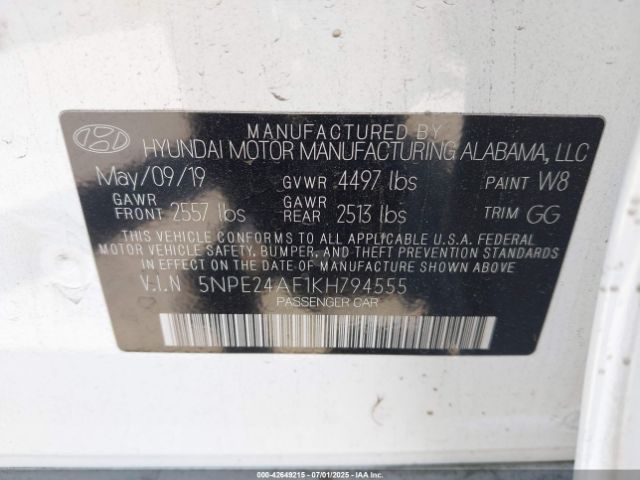 MANUFACTURED BY
HYUNDAI MOTOR MANUFACTURING ALABAMA, LLC
May/09/19 GVWR 4497 lbs PAINT W8
GAWR FRONT 2557 lbs GAWR REAR 2513 lbs TRIM GG
THIS VEHICLE CONFORMS TO ALL APPLICABLE U.S.A. FEDERAL
MOTOR VEHICLE SAFETY, BUMPER, AND THEFT PREVENTION STANDARDS
IN EFFECT ON THE DATE OF MANUFACTURE SHOWN ABOVE.
V.I.N 5NPE24AF1KH794555
PASSENGER CAR
000-42649215 - 07/01/2025 - IAA Inc.